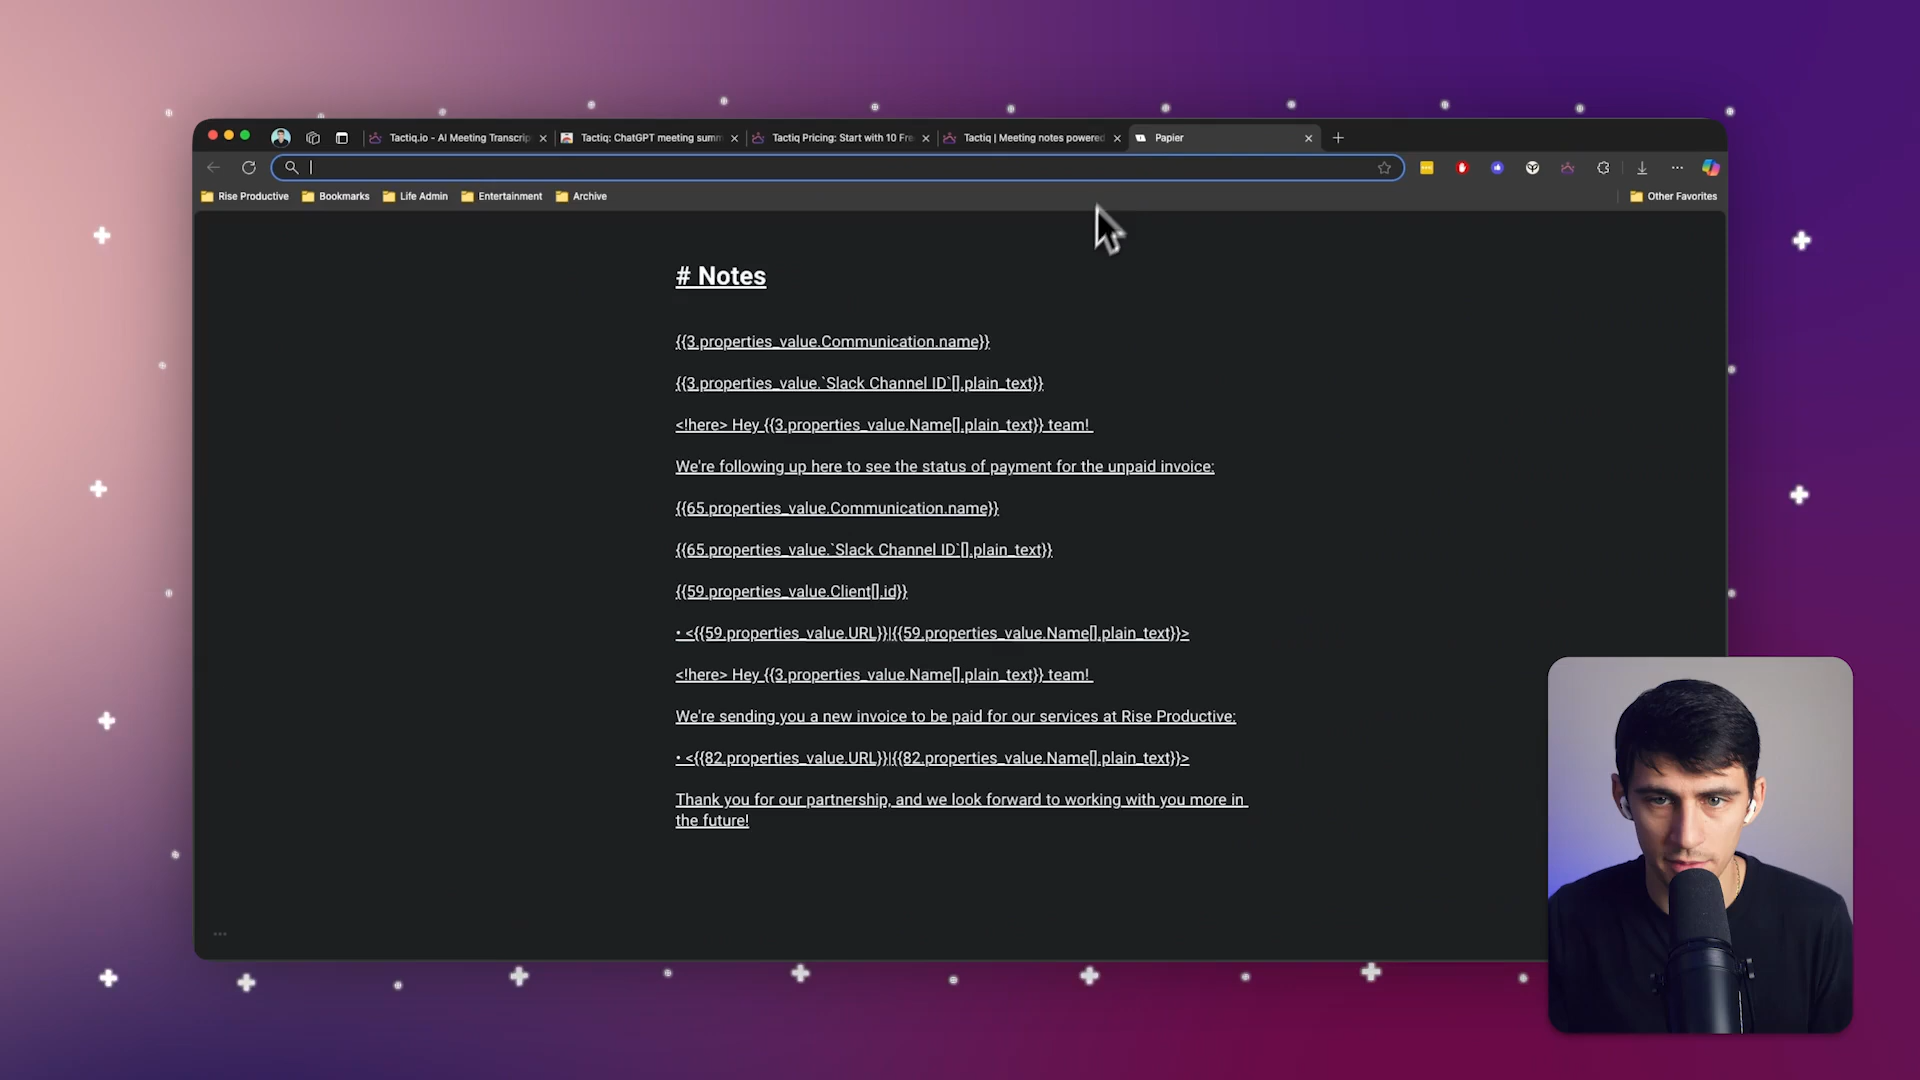 Tactiq.io - AI Meeting Transcrip
Tactiq: ChatGPT meeting summ
Tactiq Pricing: Start with 10 Fre
Tactiq | Meeting notes powered
Papier
Rise Productive
Bookmarks
Life Admin
Entertainment
Archive
Other Favorites
# Notes
{{3.properties_value.Communication.name}}
{{3.properties_value.`Slack Channel ID`[].plain_text}}
<!here> Hey {{3.properties_value.Name[].plain_text}} team!
We're following up here to see the status of payment for the unpaid invoice:
{{65.properties_value.Communication.name}}
{{65.properties_value.`Slack Channel ID`[].plain_text}}
{{59.properties_value.Client[].id}}
• <{{59.properties_value.URL}}|{{59.properties_value.Name[].plain_text}}>
<!here> Hey {{3.properties_value.Name[].plain_text}} team!
We're sending you a new invoice to be paid for our services at Rise Productive:
• <{{82.properties_value.URL}}|{{82.properties_value.Name[].plain_text}}>
Thank you for our partnership, and we look forward to working with you more in
the future!